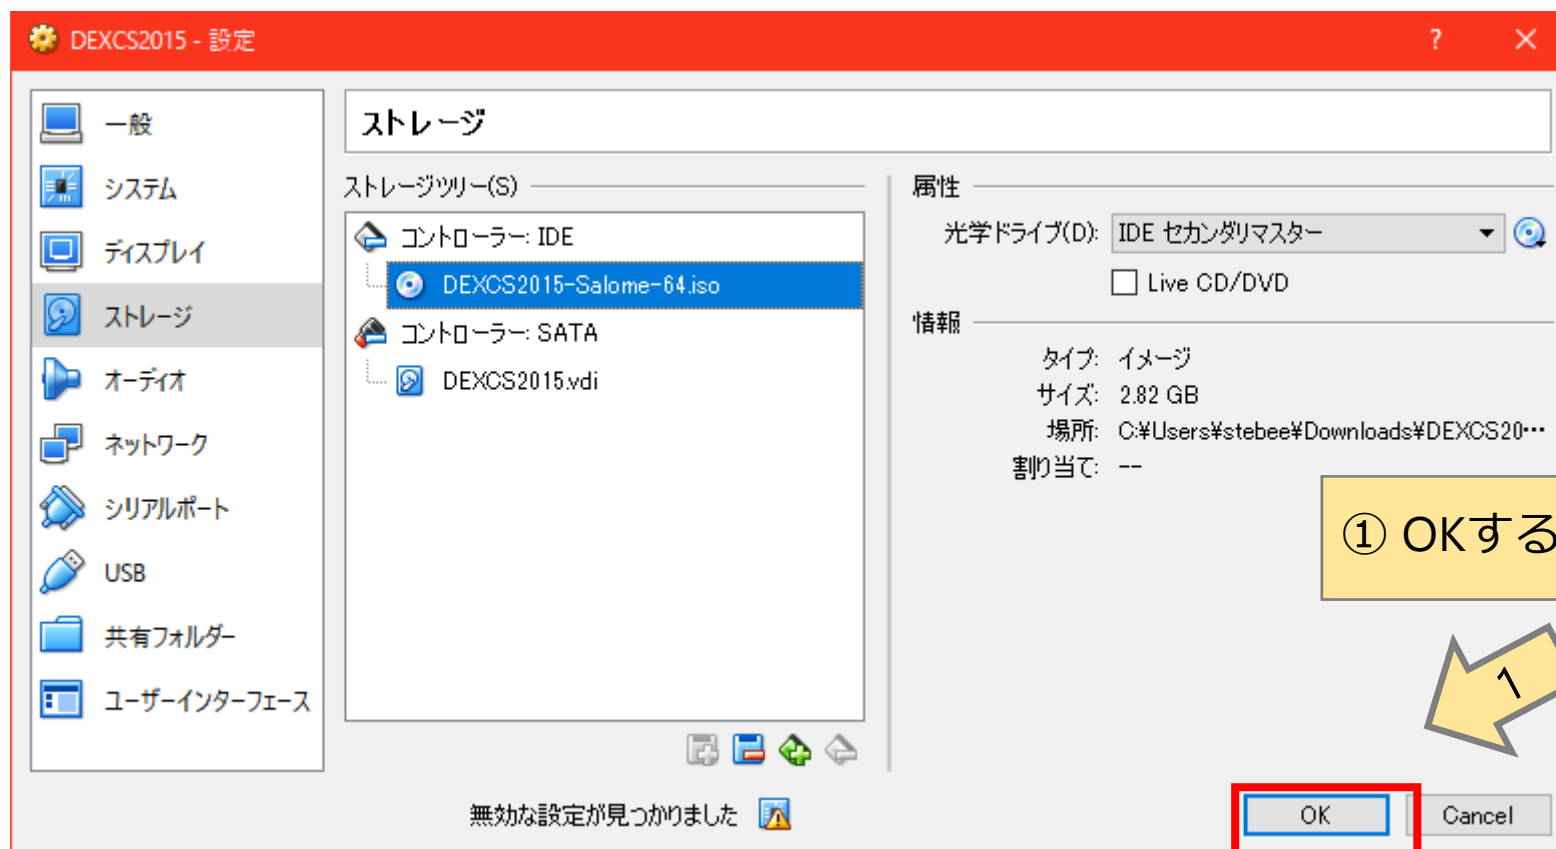 DEXCS2015 - 設定
?
一般
システム
ディスプレイ
ストレージ
オーディオ
ネットワーク
シリアルポート
USB
共有フォルダー
ユーザーインターフェース
ストレージ
ストレージツリー(S)
コントローラー: IDE
DEXCS2015-Salome-64.iso
コントローラー: SATA
DEXCS2015.vdi
属性
光学ドライブ(D): IDE セカンダリマスター
Live CD/DVD
情報
タイプ: イメージ
サイズ: 2.82 GB
場所: C:¥Users¥stebee¥Downloads¥DEXCS20…
割り当て: --
① OKする
1
無効な設定が見つかりました
OK
Cancel